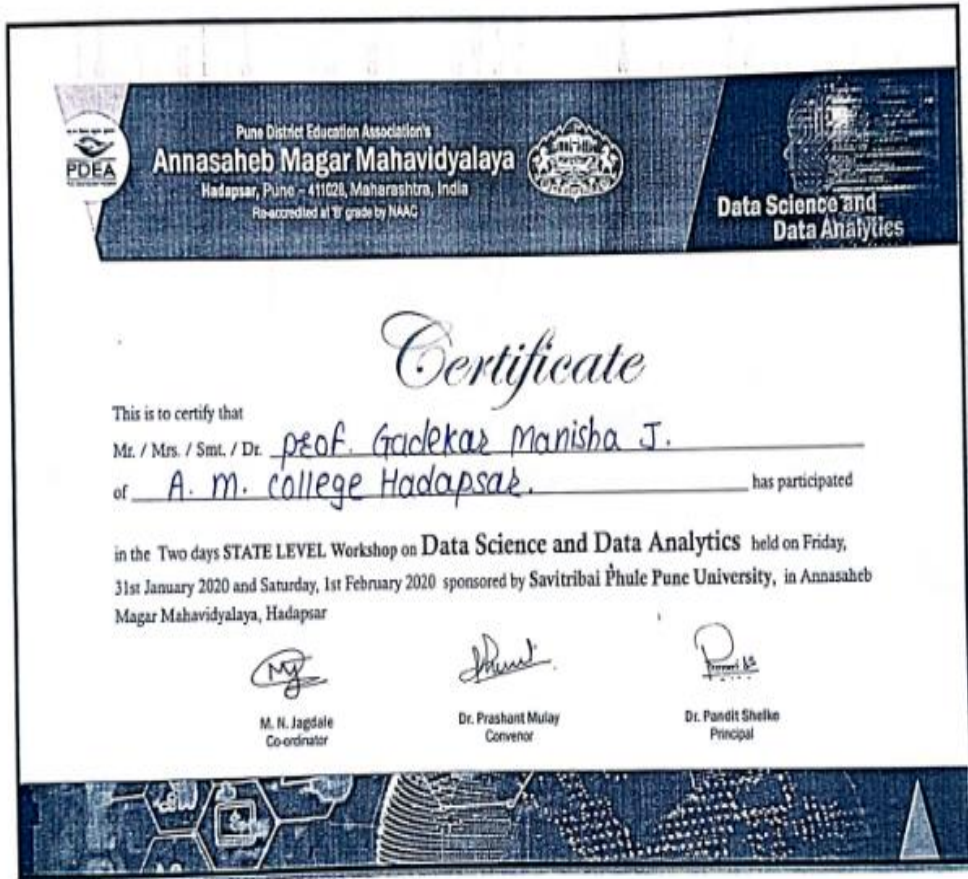 Pune District Education Association's
Annasaheb Magar Mahavidyalaya
Hadapsar, Pune - 411028, Maharashtra, India
Re-accredited at 'B' grade by NAAC
PDEA
Data Science and
Data Analytics
Certificate
This is to certify that
Mr. / Mrs. / Smt. / Dr. Prof. Gadekar Manisha J.
of A. M. College Hadapsar. has participated
in the Two days STATE LEVEL Workshop on Data Science and Data Analytics held on Friday,
31st January 2020 and Saturday, 1st February 2020 sponsored by Savitribai Phule Pune University, in Annasaheb
Magar Mahavidyalaya, Hadapsar
M. N. Jagdale
Co-ordinator
Dr. Prashant Mulay
Convenor
Dr. Pandit Shelke
Principal